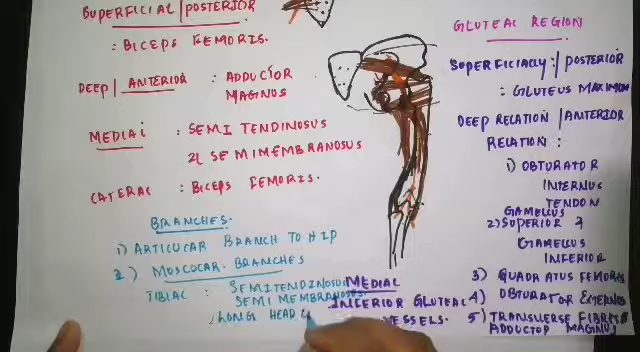 SUPERFICIAL/POSTERIOR
: BICEPS FEMORIS.
DEEP/ANTERIOR : ADDUCTOR
MAGNUS
MEDIAL : SEMI TENDINOSUS
& SEMIMEMBRANOSUS
LATERAL : BICEPS FEMORIS.
BRANCHES.
1) ARTICULAR BRANCH TO HIP
2) MUSCULAR BRANCHES
TIBIAL : SEMITENDINOSUS
SEMI MEMBRANOSUS
, LONG HEAD
MEDIAL
INFERIOR GLUTEAL
VESSELS.
GLUTEAL REGION
SUPERFICIALLY:/POSTERIOR
: GLUTEUS MAXIMUM
DEEP RELATION/ANTERIOR
RELATION :
1) OBTURATOR
INTERNUS
TENDON
GAMELLUS
2) SUPERIOR &
GAMELLUS
INFERIOR
3) QUADRATUS FEMORIS
4) OBTURATOR EXTERNUS
5) TRANSVERSE FIBRES
ADDUCTOR MAGNUS